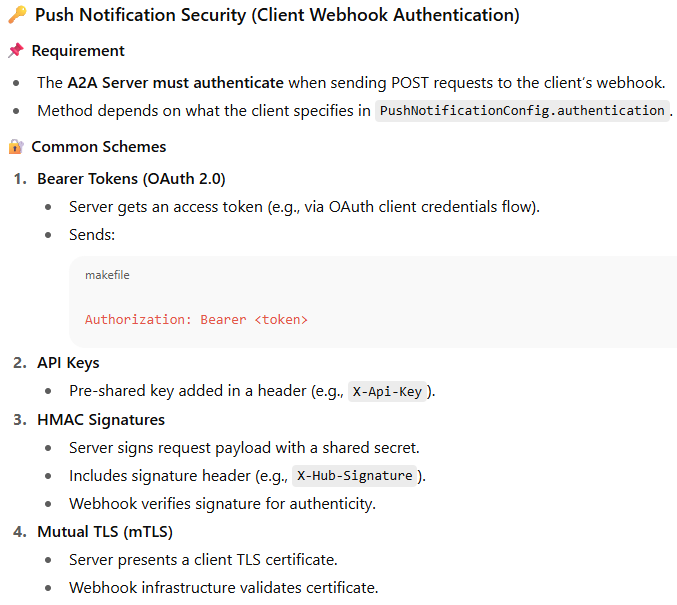 🔑 Push Notification Security (Client Webhook Authentication)
📌 Requirement
• The A2A Server must authenticate when sending POST requests to the client’s webhook.
• Method depends on what the client specifies in PushNotificationConfig.authentication.
🔐 Common Schemes
1. Bearer Tokens (OAuth 2.0)
• Server gets an access token (e.g., via OAuth client credentials flow).
• Sends:
makefile
Authorization: Bearer <token>
2. API Keys
• Pre-shared key added in a header (e.g., X-Api-Key).
3. HMAC Signatures
• Server signs request payload with a shared secret.
• Includes signature header (e.g., X-Hub-Signature).
• Webhook verifies signature for authenticity.
4. Mutual TLS (mTLS)
• Server presents a client TLS certificate.
• Webhook infrastructure validates certificate.